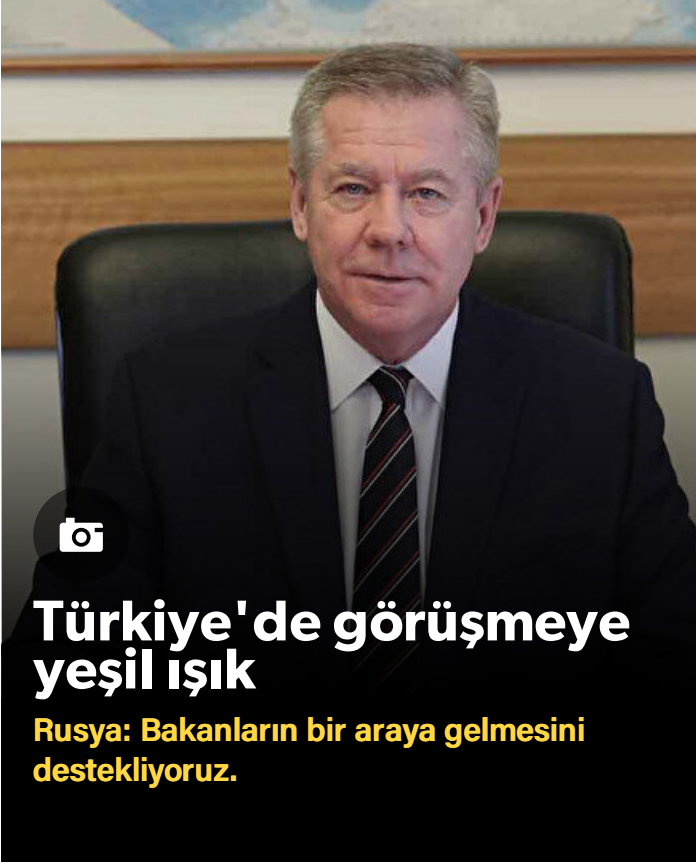 Türkiye'de görüşmeye
yeşil ışık
Rusya: Bakanların bir araya gelmesini
destekliyoruz.